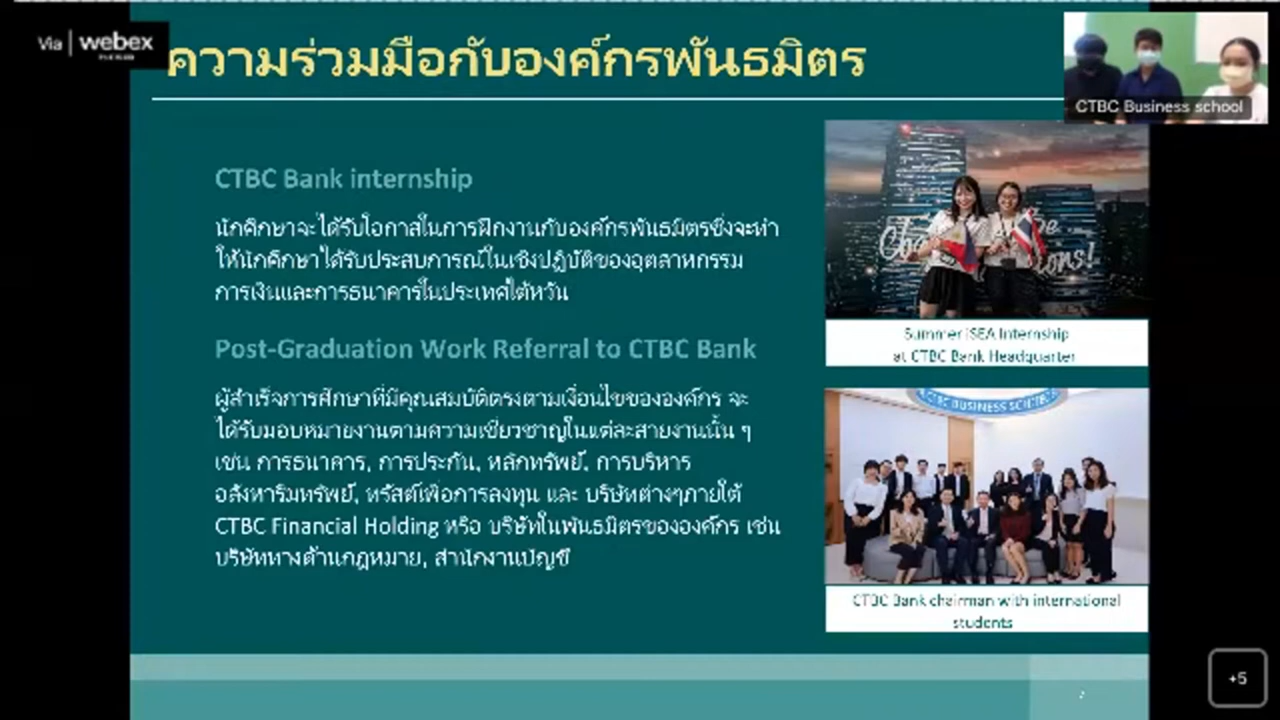 Via webex
ความร่วมมือกับองค์กรพันธมิตร
CTBC Business school
CTBC Bank internship
นักศึกษาจะได้รับโอกาสในการฝึกงานกับองค์กรพันธมิตรซึ่งจะทำ
ให้นักศึกษาได้รับประสบการณ์ในเชิงปฏิบัติของอุตสาหกรรม
การเงินและการธนาคารในประเทศไต้หวัน
Post-Graduation Work Referral to CTBC Bank
ผู้สำเร็จการศึกษาที่มีคุณสมบัติตรงตามเงื่อนไขขององค์กร จะ
ได้รับมอบหมายงานตามความเชี่ยวชาญในแต่ละสายงานนั้น ๆ
เช่น การธนาคาร, การประกัน, หลักทรัพย์, การบริหาร
อสังหาริมทรัพย์, ทรัสต์เพื่อการลงทุน และ บริษัทต่างๆภายใต้
CTBC Financial Holding หรือ บริษัทในพันธมิตรขององค์กร เช่น
บริษัททางด้านกฎหมาย, สำนักงานบัญชี
Summer iSEA Internship
at CTBC Bank Headquarter
CTBC BUSINESS SCHOOL
CTBC Bank chairman with international
students
+5